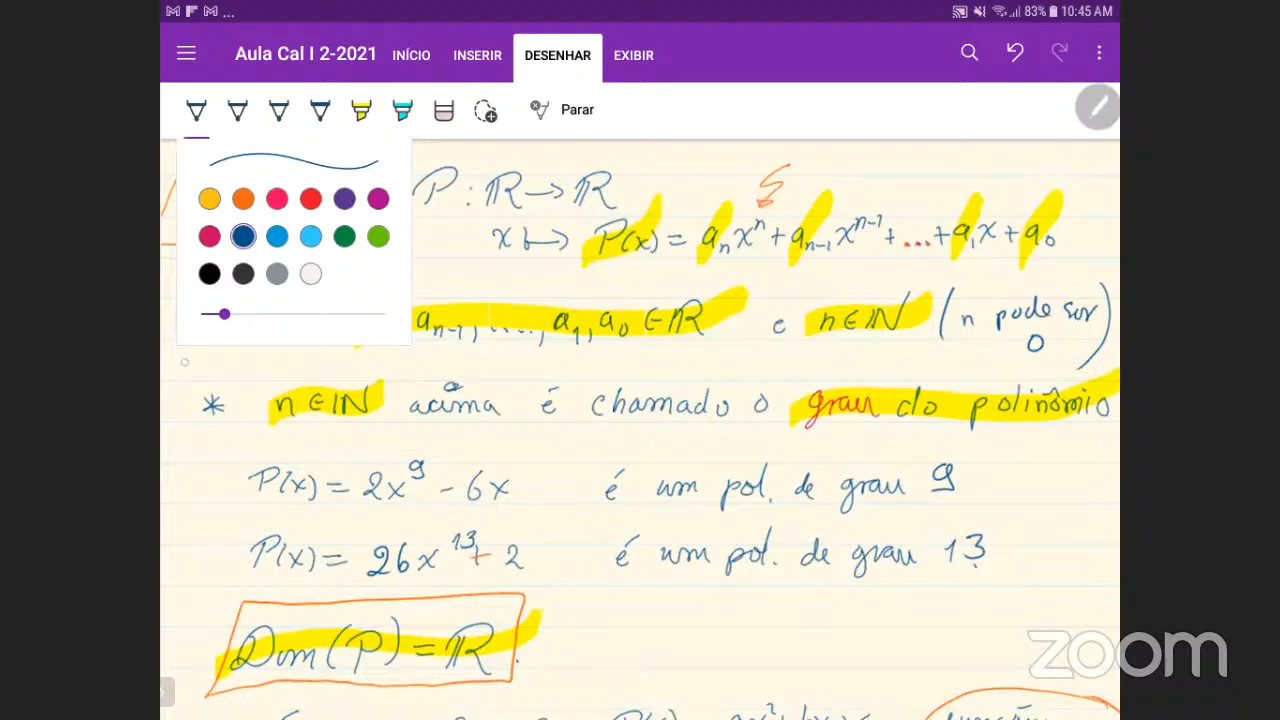 83% 10:45 AM
Aula Cal I 2-2021 INÍCIO INSERIR DESENHAR EXIBIR
Parar
P : ℝ → ℝ
x ↦ P(x) = aₙxⁿ + aₙ₋₁xⁿ⁻¹ + ... + a₁x + a₀
aₙ₋₁, ..., a₁, a₀ ∈ ℝ e n ∈ ℕ (n pode ser 0)
* n ∈ ℕ acima é chamado o grau do polinômio
P(x) = 2x⁹ - 6x é um pol. de grau 9
P(x) = 26x¹³ + 2 é um pol. de grau 13
Dom(P) = ℝ.
zoom